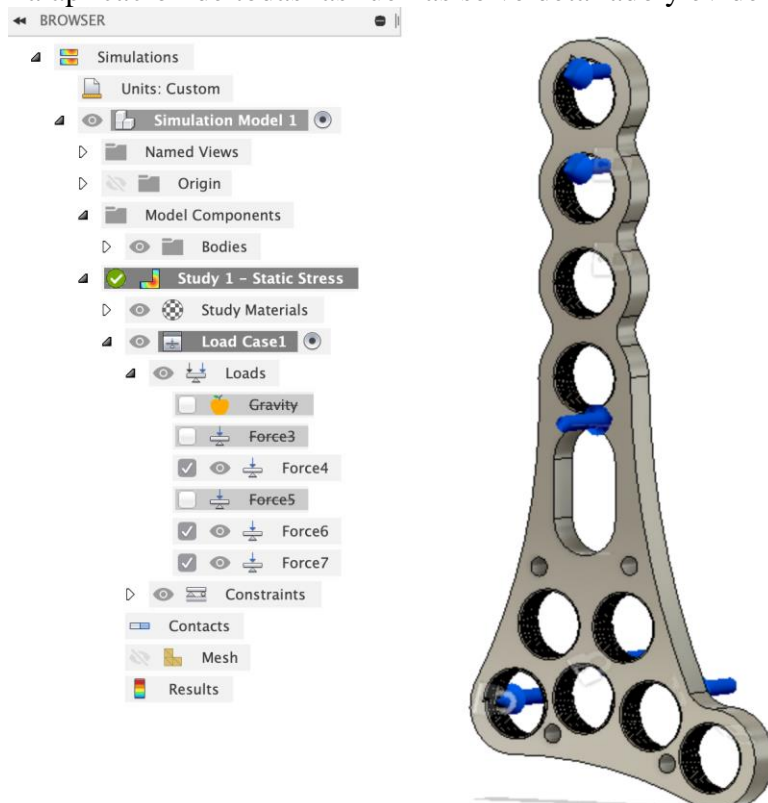 BROWSER
Simulations
Units: Custom
Simulation Model 1
Named Views
Origin
Model Components
Bodies
Study 1 – Static Stress
Study Materials
Load Case1
Loads
Gravity
Force3
Force4
Force5
Force6
Force7
Constraints
Contacts
Mesh
Results